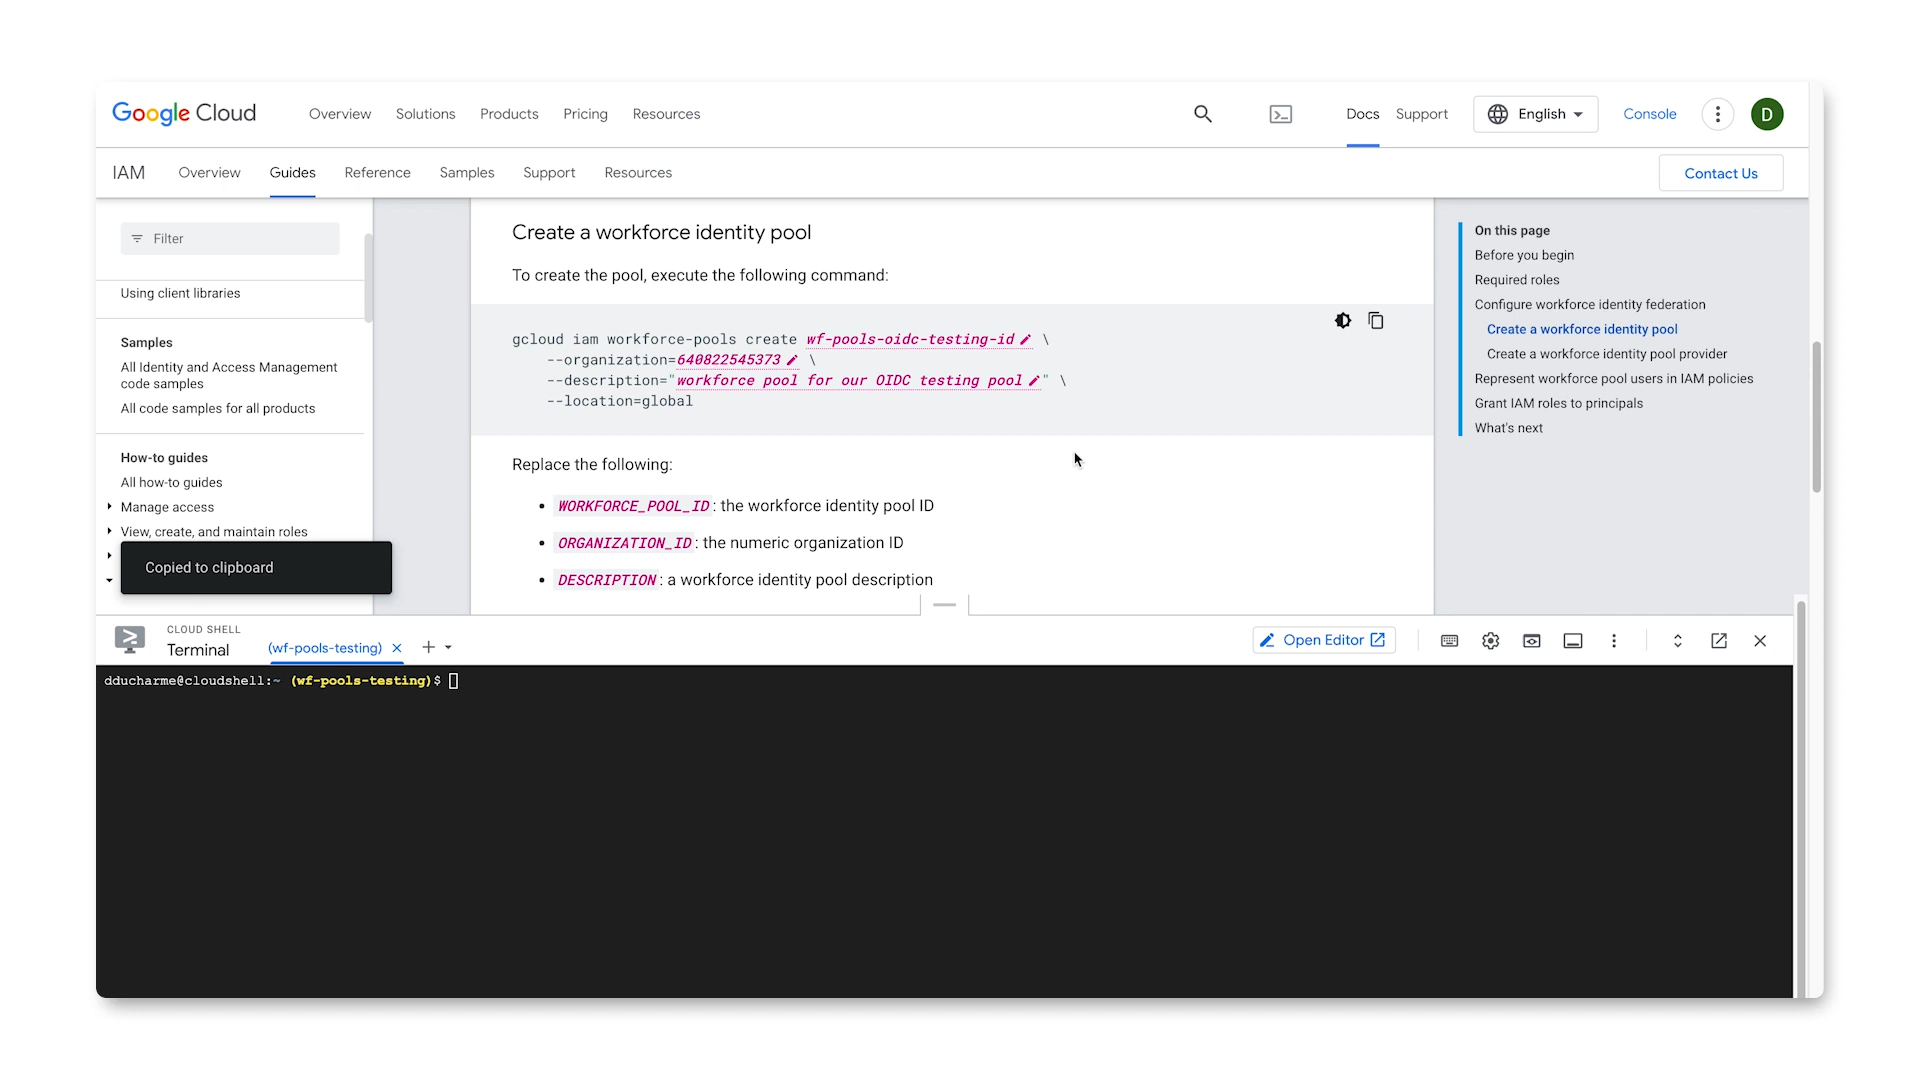 Google Cloud
Overview Solutions Products Pricing Resources
Docs Support English Console D
IAM Overview Guides Reference Samples Support Resources
Contact Us
Filter
Using client libraries
Samples
All Identity and Access Management
code samples
All code samples for all products
How-to guides
All how-to guides
Manage access
View, create, and maintain roles
Copied to clipboard
Create a workforce identity pool
To create the pool, execute the following command:
gcloud iam workforce-pools create wf-pools-oidc-testing-id \
--organization=640822545373 \
--description="workforce pool for our OIDC testing pool" \
--location=global
Replace the following:
• WORKFORCE_POOL_ID: the workforce identity pool ID
• ORGANIZATION_ID: the numeric organization ID
• DESCRIPTION: a workforce identity pool description
On this page
Before you begin
Required roles
Configure workforce identity federation
Create a workforce identity pool
Create a workforce identity pool provider
Represent workforce pool users in IAM policies
Grant IAM roles to principals
What's next
CLOUD SHELL
Terminal
(wf-pools-testing)
Open Editor
dducharme@cloudshell:~ (wf-pools-testing)$